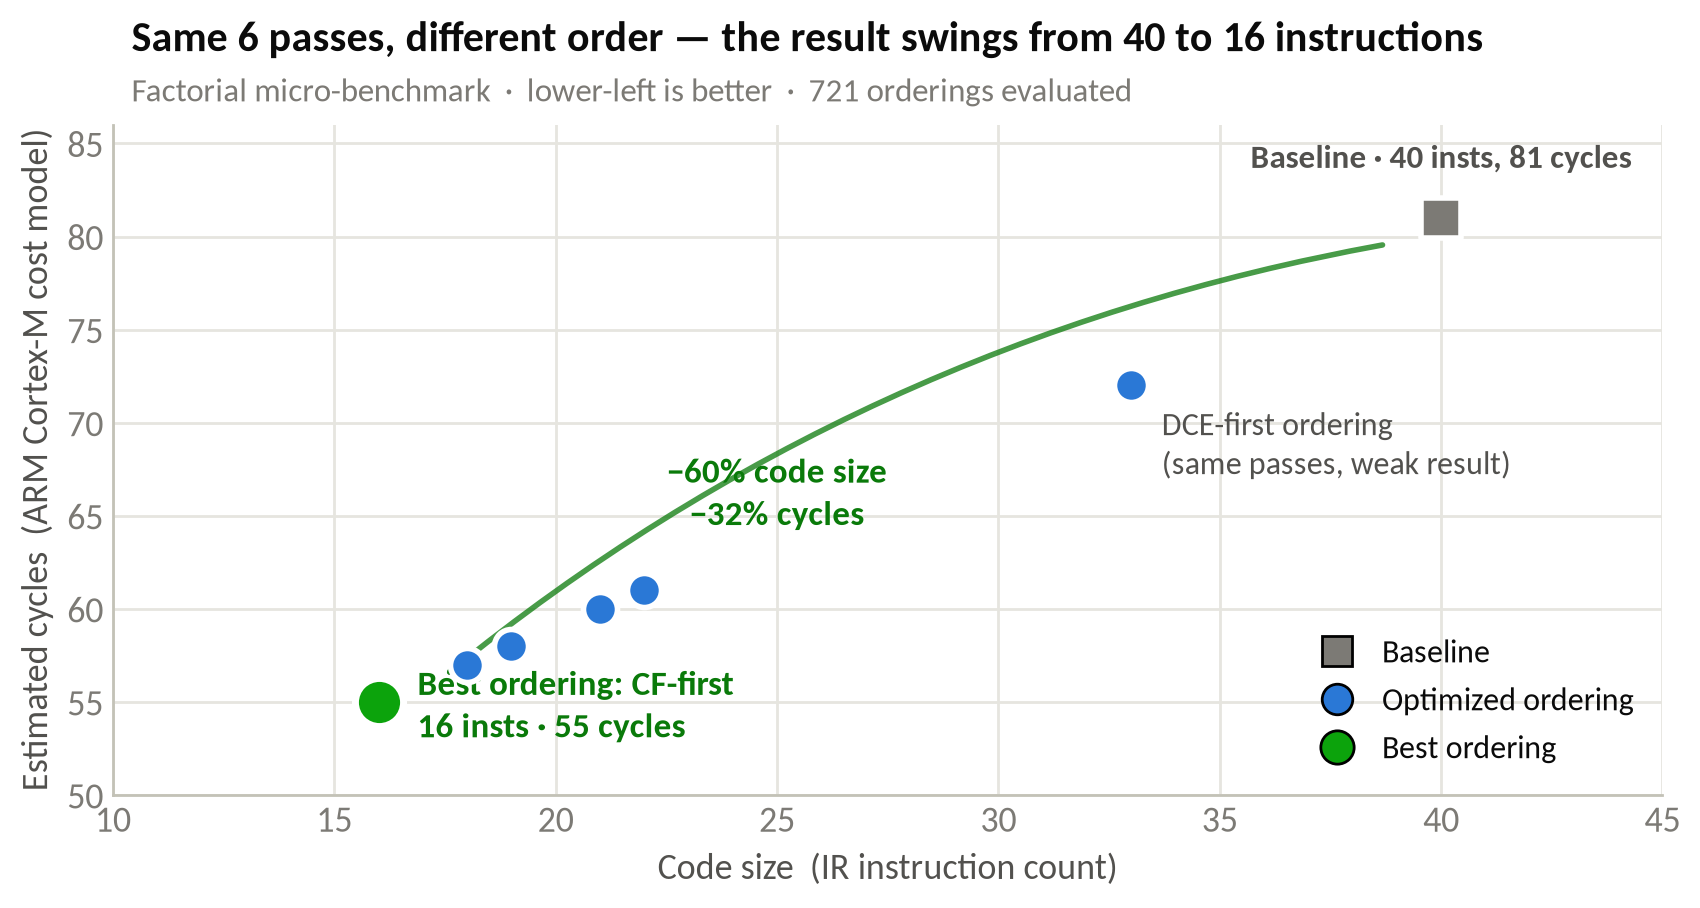 Same 6 passes, different order — the result swings from 40 to 16 instructions
Factorial micro-benchmark · lower-left is better · 721 orderings evaluated
Estimated cycles (ARM Cortex-M cost model)
85
80
75
70
65
60
55
50
Baseline · 40 insts, 81 cycles
DCE-first ordering
(same passes, weak result)
−60% code size
−32% cycles
Best ordering: CF-first
16 insts · 55 cycles
Baseline
Optimized ordering
Best ordering
10
15
20
25
30
35
40
45
Code size (IR instruction count)